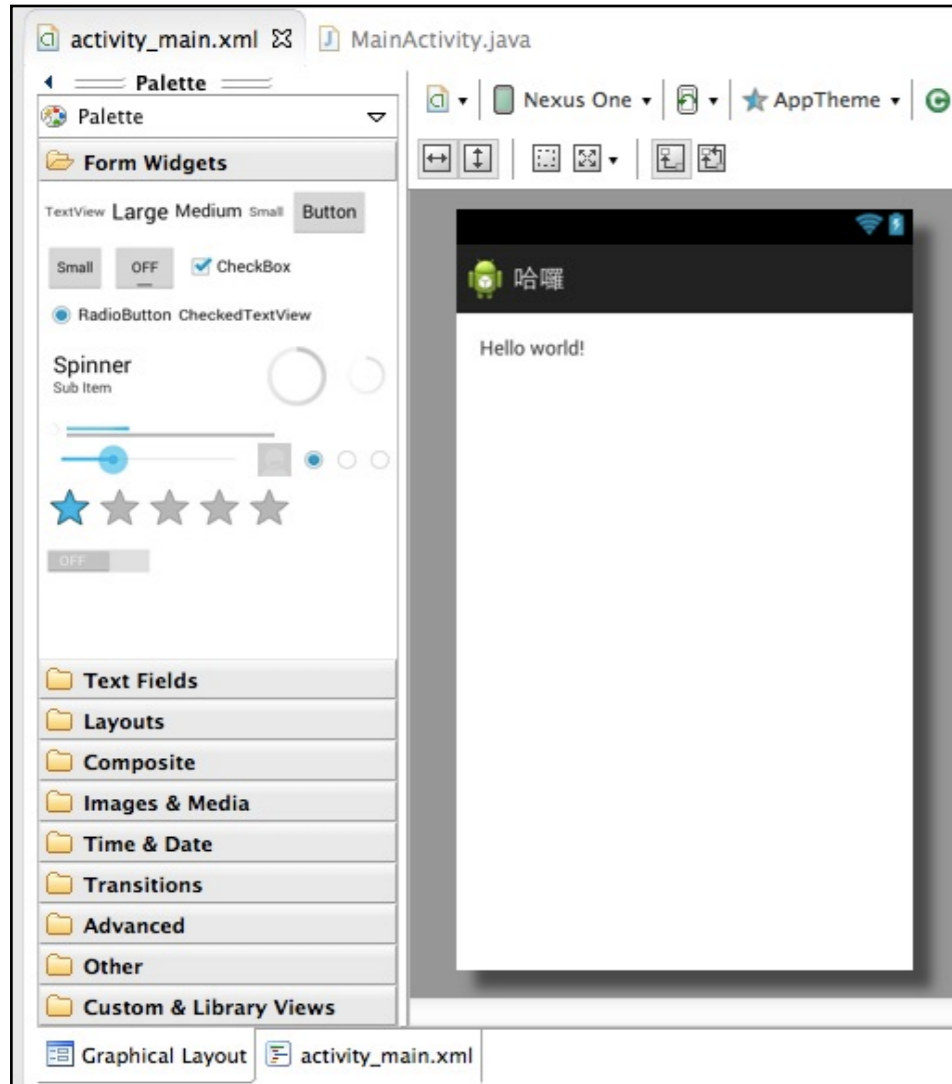 activity_main.xml
MainActivity.java
Palette
Palette
Form Widgets
TextView Large Medium Small Button
Small OFF CheckBox
RadioButton CheckedTextView
Spinner
Sub Item
OFF
Text Fields
Layouts
Composite
Images & Media
Time & Date
Transitions
Advanced
Other
Custom & Library Views
Nexus One AppTheme
哈囉
Hello world!
Graphical Layout activity_main.xml